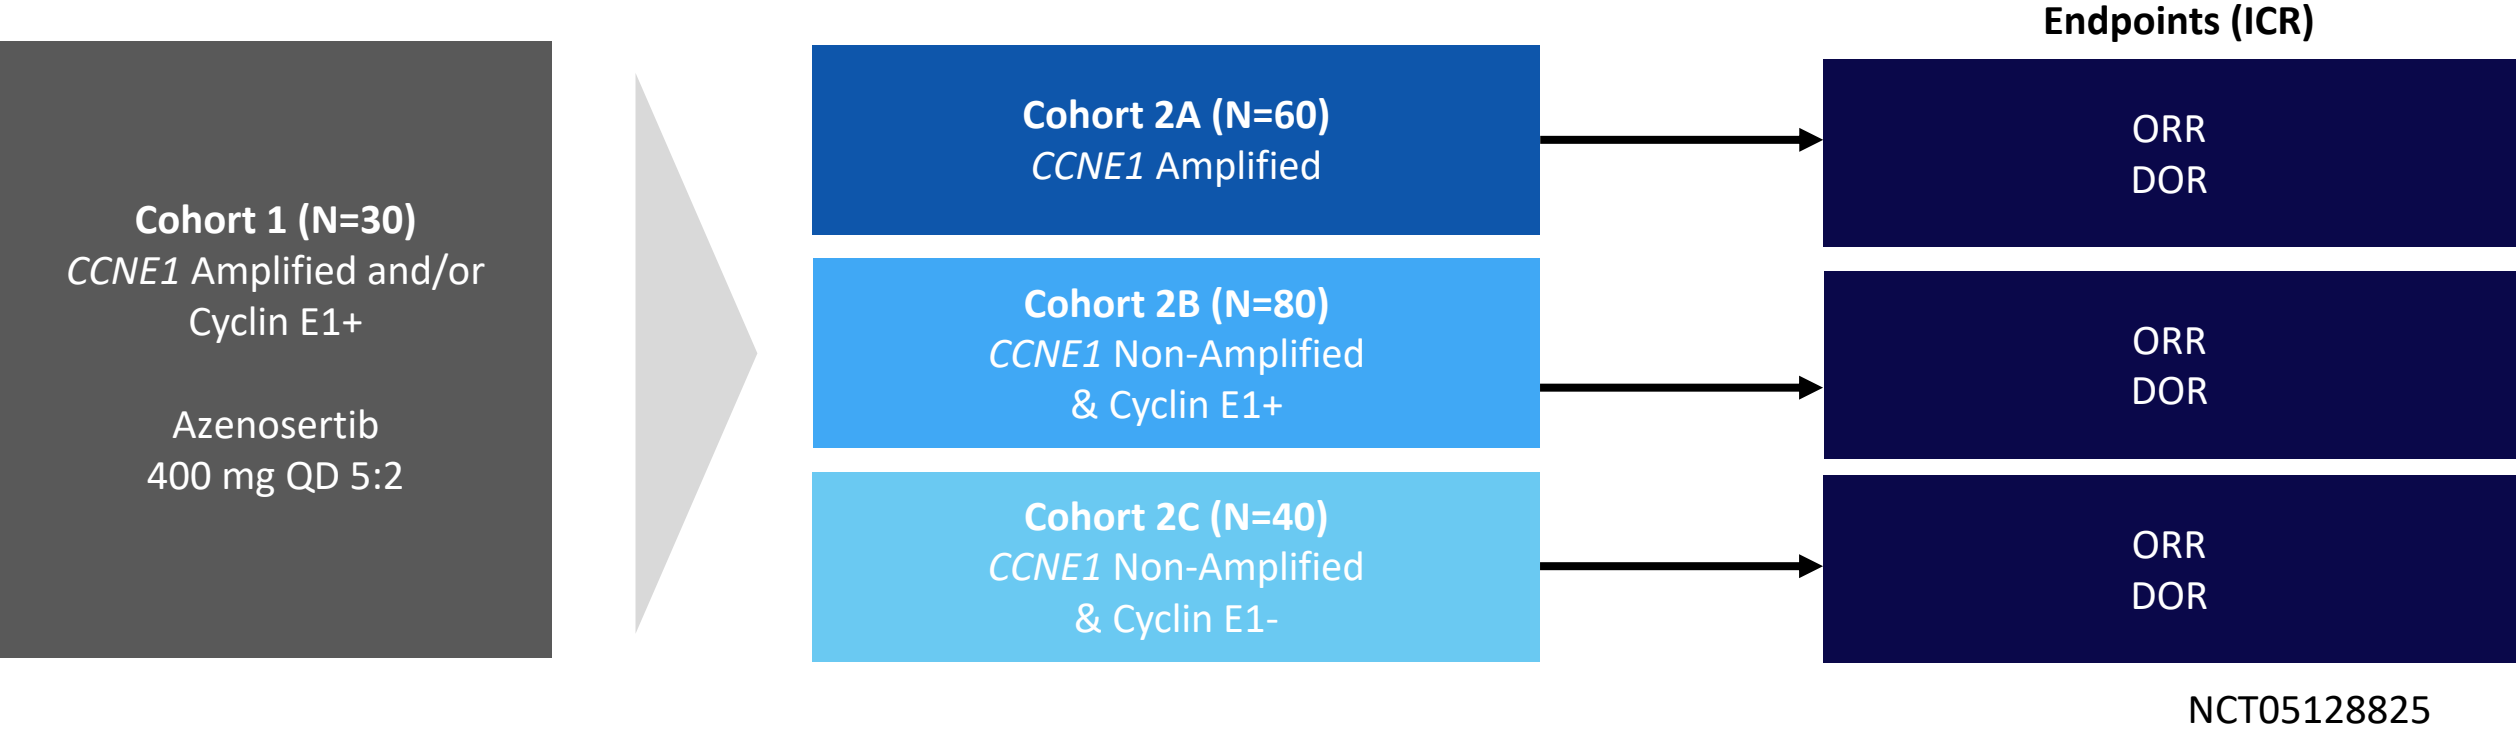 Endpoints (ICR)
Cohort 1 (N=30)
CCNE1 Amplified and/or
Cyclin E1+
Azenosertib
400 mg QD 5:2
Cohort 2A (N=60)
CCNE1 Amplified
ORR
DOR
Cohort 2B (N=80)
CCNE1 Non-Amplified
& Cyclin E1+
ORR
DOR
Cohort 2C (N=40)
CCNE1 Non-Amplified
& Cyclin E1-
ORR
DOR
NCT05128825